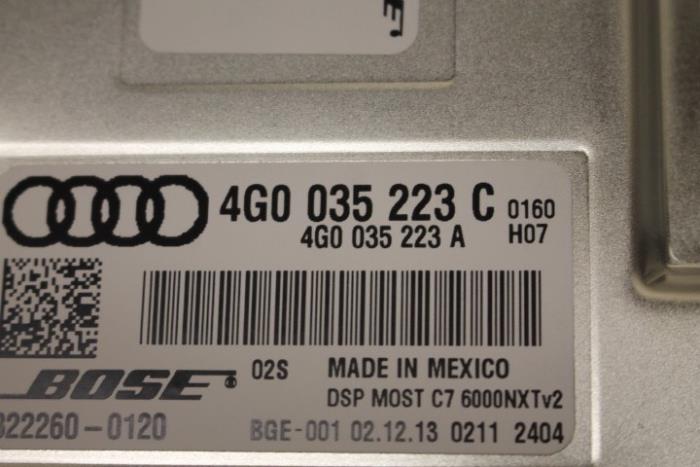 4G0 035 223 C 0160
4G0 035 223 A H07
BOSE 02S MADE IN MEXICO
DSP MOST C7 6000NXTv2
322260-0120 BGE-001 02.12.13 0211 2404